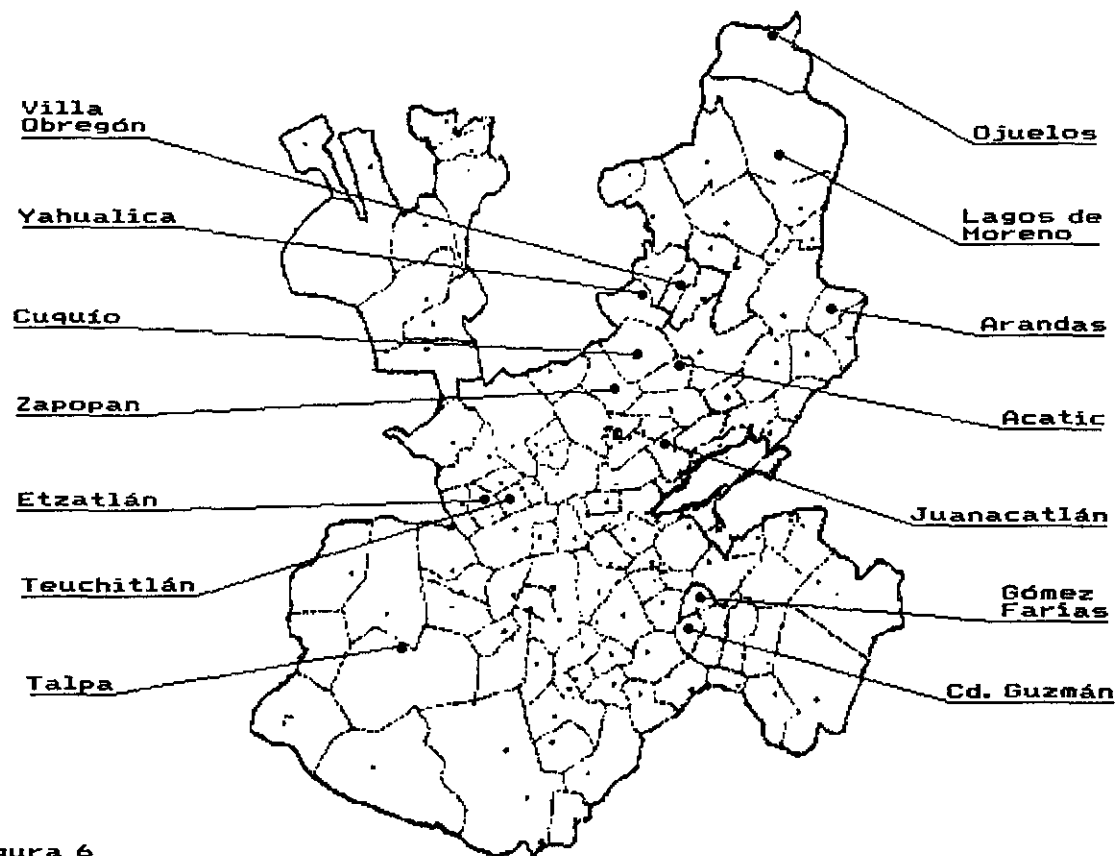 Villa
Obregón
Yahualica
Cuquío
Zapopan
Etzatlán
Teuchitlán
Talpa
Ojuelos
Lagos de
Moreno
Arandas
Acatic
Juanacatlán
Gómez
Farías
Cd. Guzmán
gura 6